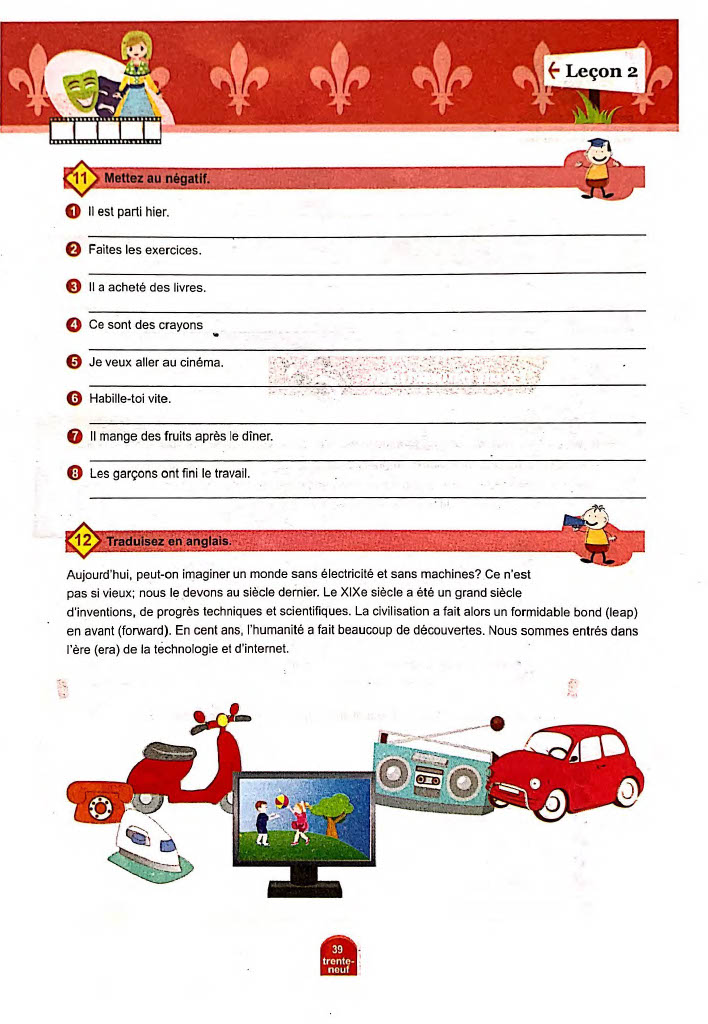 ← Leçon 2
11 Mettez au négatif.
1 Il est parti hier.
2 Faites les exercices.
3 Il a acheté des livres.
4 Ce sont des crayons
5 Je veux aller au cinéma.
6 Habille-toi vite.
7 Il mange des fruits après le dîner.
8 Les garçons ont fini le travail.
12 Traduisez en anglais.
Aujourd'hui, peut-on imaginer un monde sans électricité et sans machines? Ce n'est
pas si vieux; nous le devons au siècle dernier. Le XIXe siècle a été un grand siècle
d'inventions, de progrès techniques et scientifiques. La civilisation a fait alors un formidable bond (leap)
en avant (forward). En cent ans, l'humanité a fait beaucoup de découvertes. Nous sommes entrés dans
l'ère (era) de la technologie et d'internet.
39
trente-
neuf